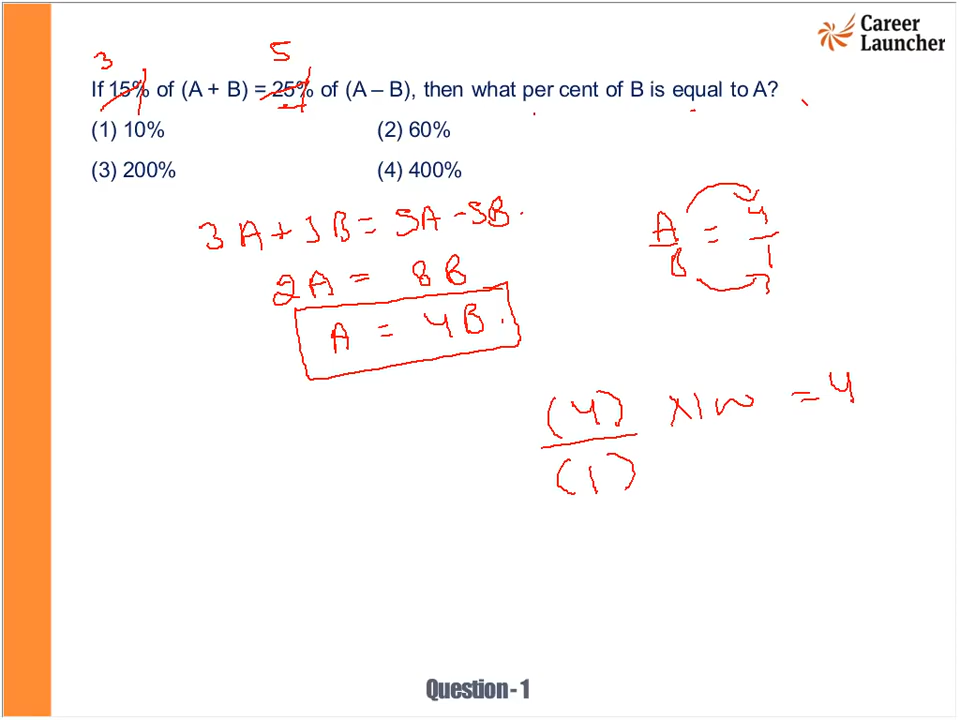 Career
Launcher
3 5
If 15% of (A + B) = 25% of (A – B), then what per cent of B is equal to A?
(1) 10% (2) 60%
(3) 200% (4) 400%
3A + 3B = 5A - 5B
2A = 8B
A = 4B.
A/B = 4/1
(4)/(1) × 100 = 4
Question - 1